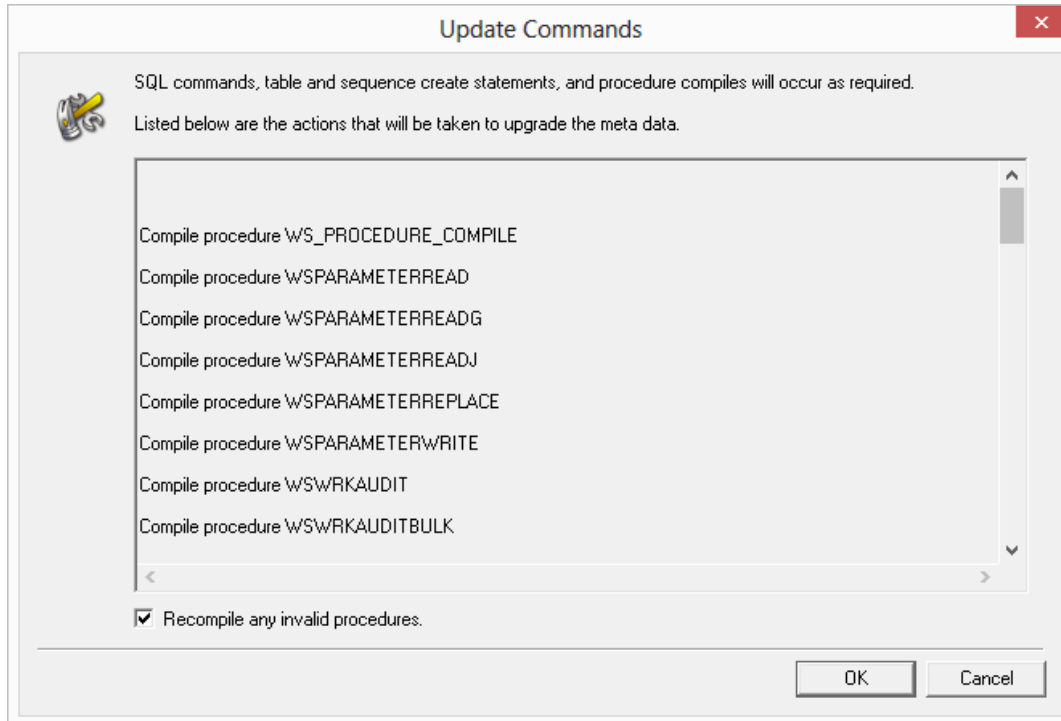 Update Commands
SQL commands, table and sequence create statements, and procedure compiles will occur as required.
Listed below are the actions that will be taken to upgrade the meta data.
Compile procedure WS_PROCEDURE_COMPILE
Compile procedure WSPARAMETERREAD
Compile procedure WSPARAMETERREADG
Compile procedure WSPARAMETERREADJ
Compile procedure WSPARAMETERREPLACE
Compile procedure WSPARAMETERWRITE
Compile procedure WSWRKAUDIT
Compile procedure WSWRKAUDITBULK
Recompile any invalid procedures.
OK Cancel